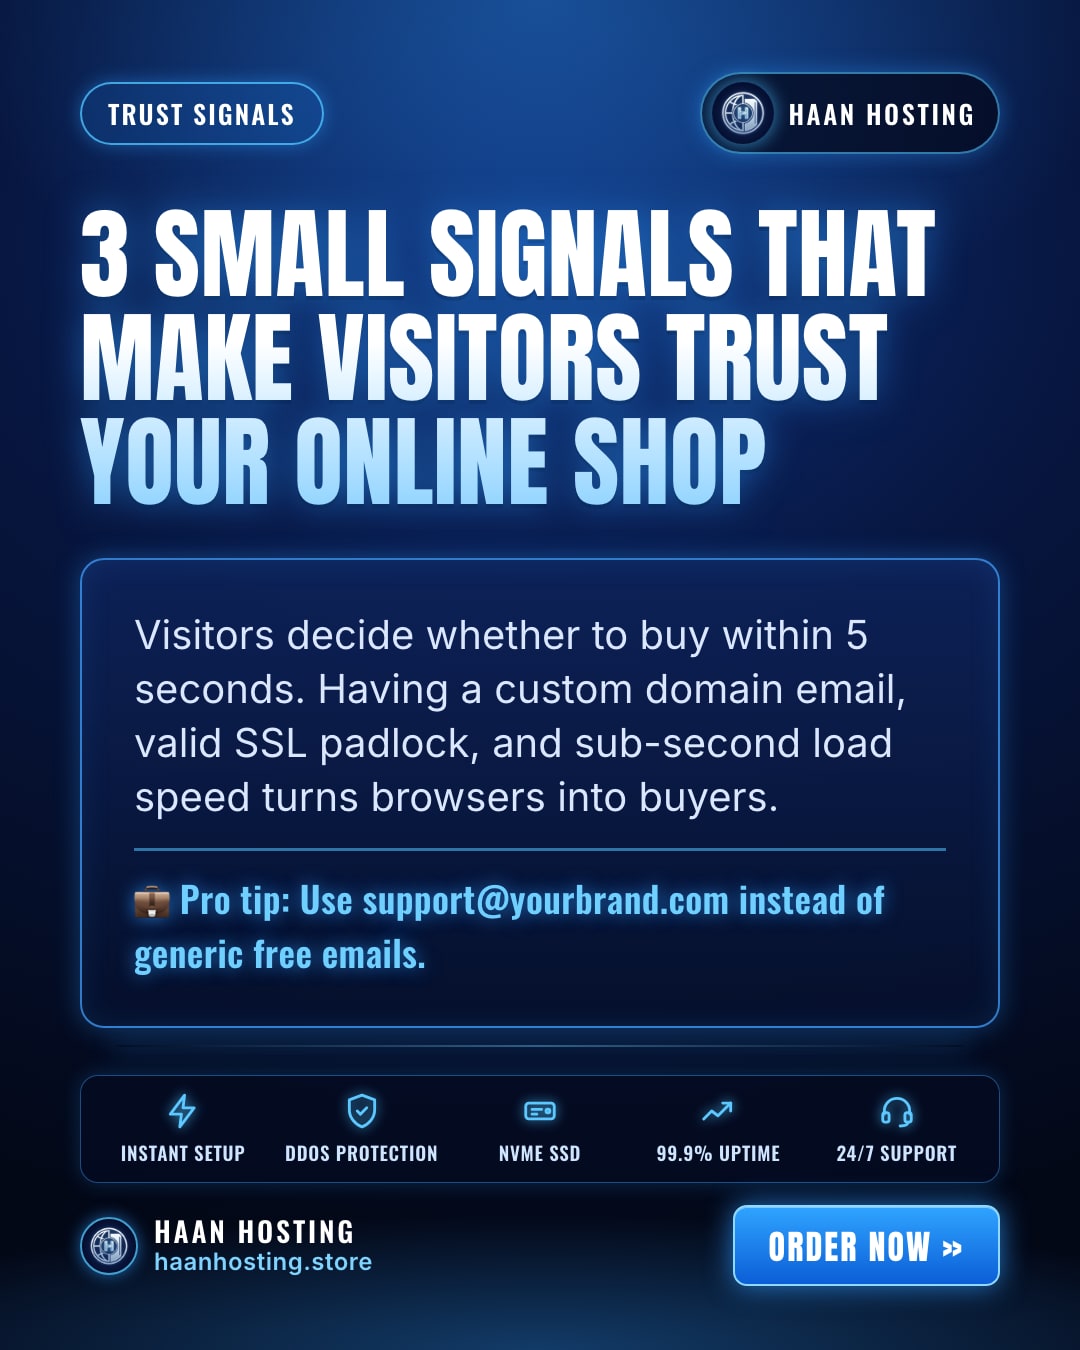 TRUST SIGNALS
HAAN HOSTING
3 SMALL SIGNALS THAT
MAKE VISITORS TRUST
YOUR ONLINE SHOP
Visitors decide whether to buy within 5
seconds. Having a custom domain email,
valid SSL padlock, and sub-second load
speed turns browsers into buyers.
💼 Pro tip: Use support@yourbrand.com instead of
generic free emails.
INSTANT SETUP
DDOS PROTECTION
NVME SSD
99.9% UPTIME
24/7 SUPPORT
HAAN HOSTING
haanhosting.store
ORDER NOW »